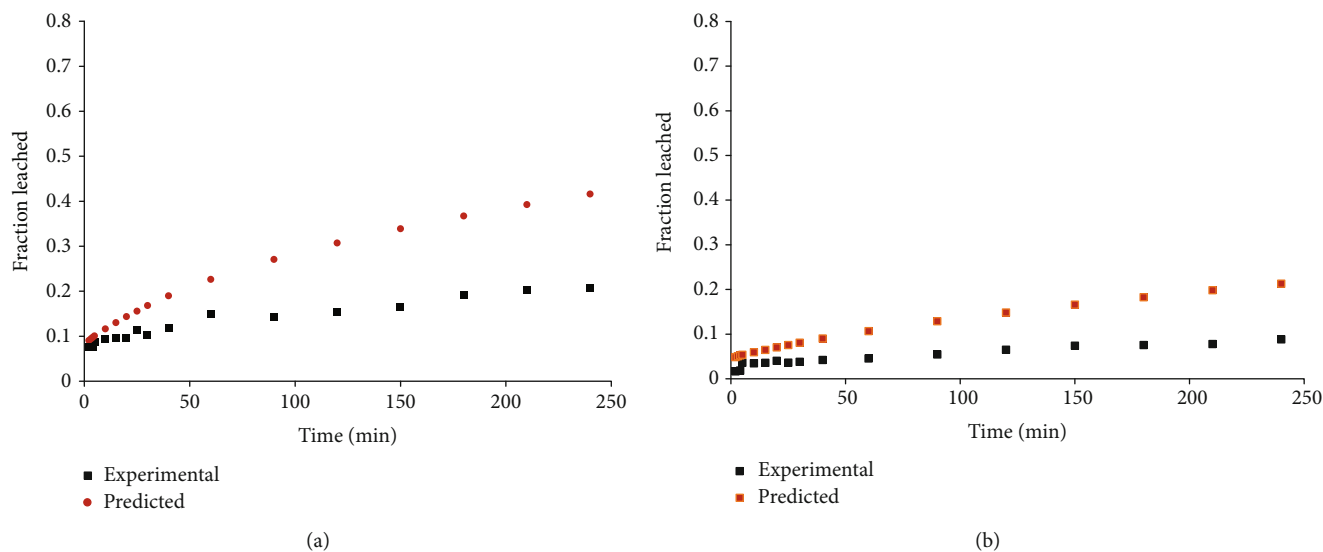 0.8
0.7
0.6
0.5
0.4
0.3
0.2
0.1
0
Fraction leached
0 50 100 150 200 250
Time (min)
Experimental
Predicted
(a)
0.8
0.7
0.6
0.5
0.4
0.3
0.2
0.1
0
Fraction leached
0 50 100 150 200 250
Time (min)
Experimental
Predicted
(b)